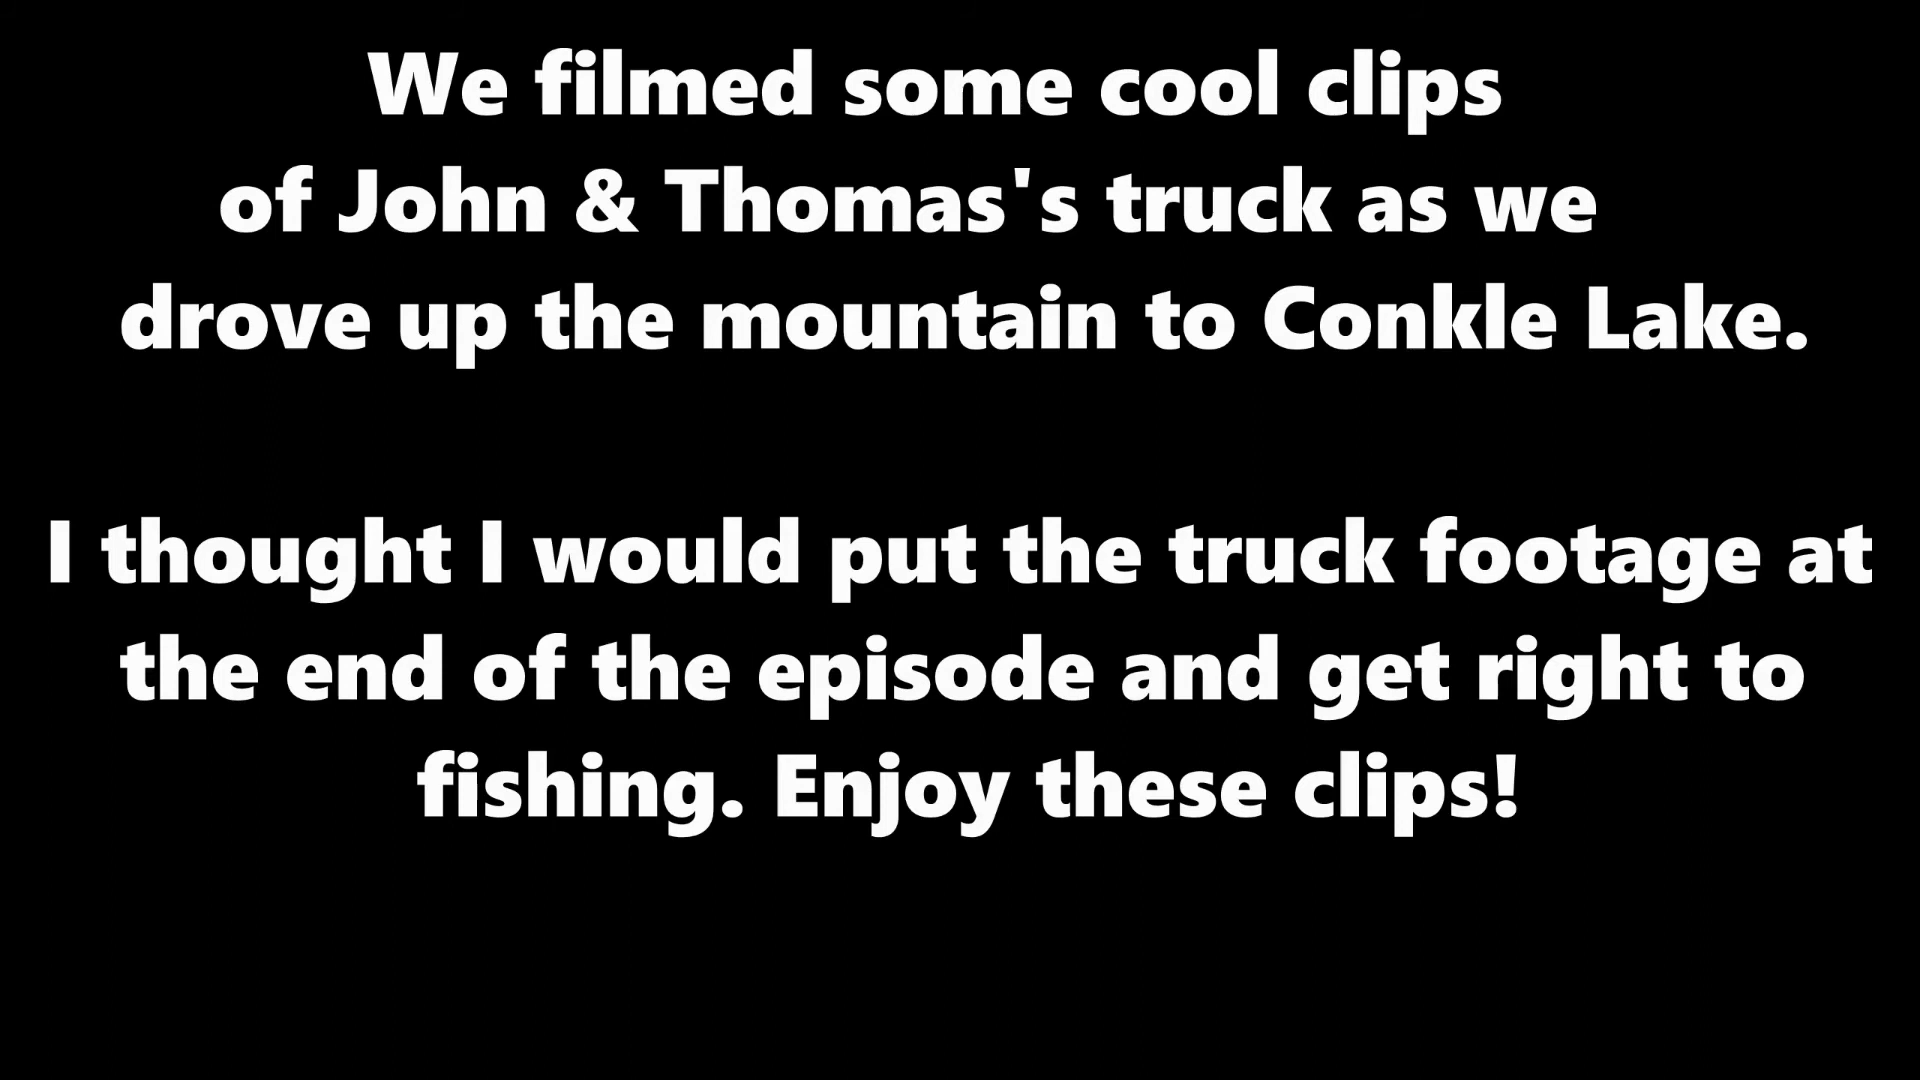 We filmed some cool clips
of John & Thomas's truck as we
drove up the mountain to Conkle Lake.
I thought I would put the truck footage at
the end of the episode and get right to
fishing. Enjoy these clips!